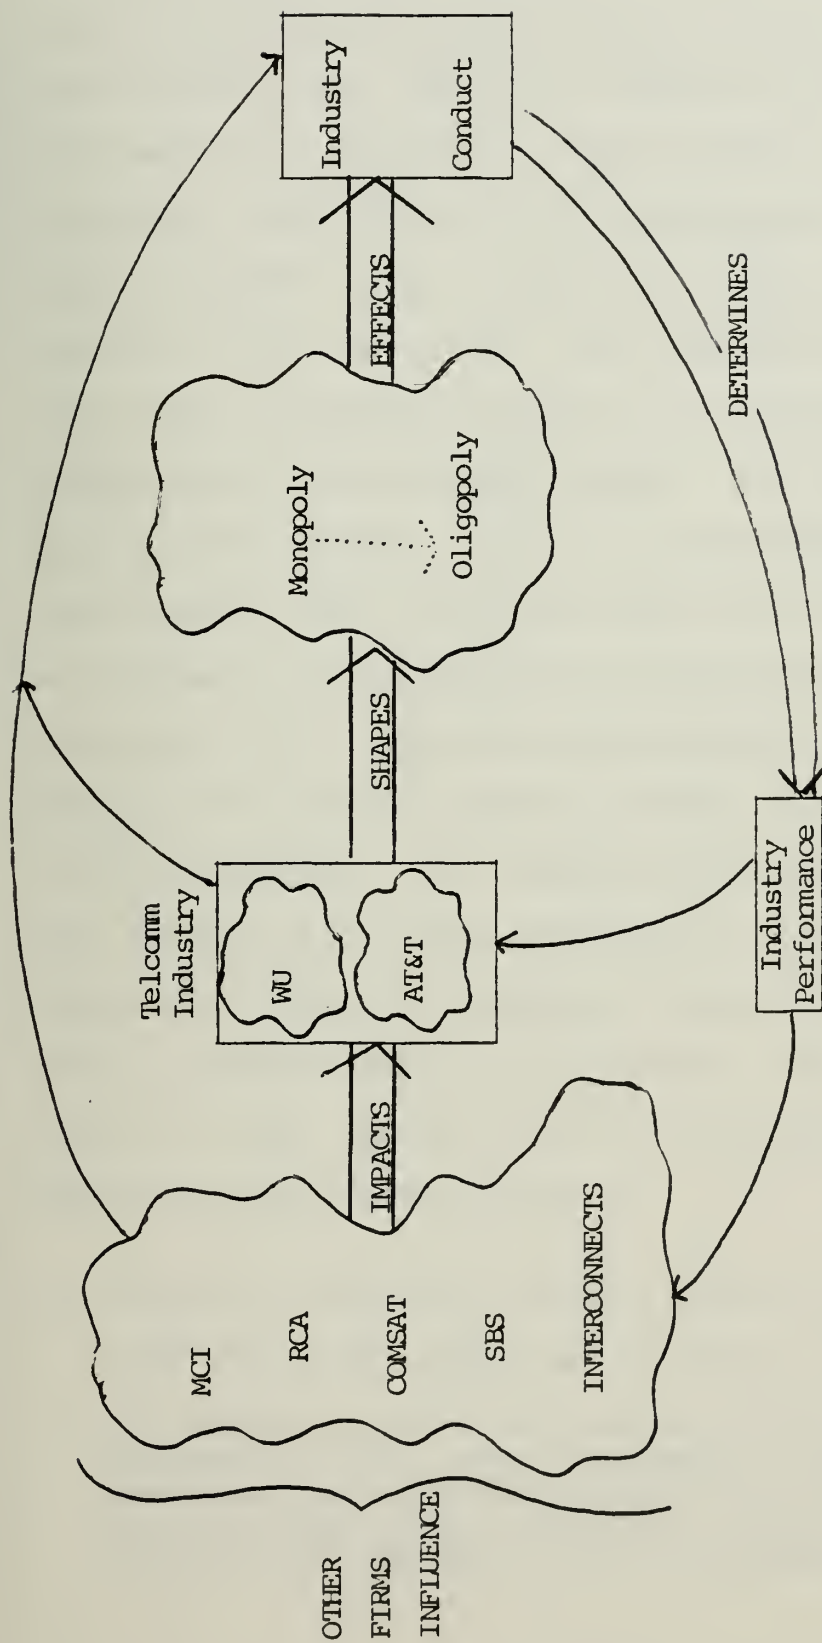 OTHER
FIRMS
INFLUENCE
MCI
RCA
COMSAT
SBS
INTERCONNECTS
IMPACTS
Telcomm
Industry
WU
AT&T
SHAPES
Monopoly
Oligopoly
EFFECTS
Industry
Conduct
DETERMINES
Industry
Performance